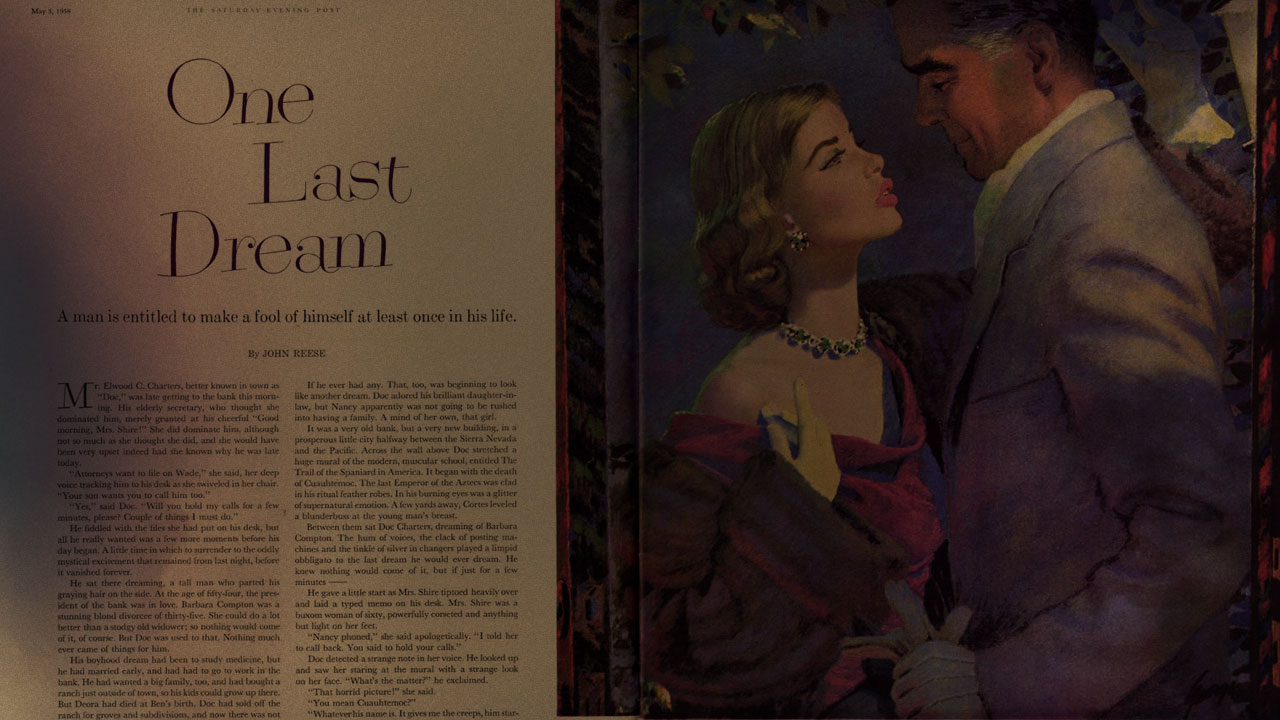 May 3, 1958
THE SATURDAY EVENING POST
One
Last
Dream
A man is entitled to make a fool of himself at least once in his life.
By JOHN REESE
Mr. Elwood C. Charters, better known in town as
"Doc," was late getting to the bank this morn-
ing. His elderly secretary, who thought she
dominated him, merely grunted at his cheerful "Good
morning, Mrs. Shire!" She did dominate him, although
not so much as she thought she did, and she would have
been very upset indeed had she known why he was late
today.
"Attorneys want to file on Wade," she said, her deep
voice tracking him to his desk as she swiveled in her chair.
"Your son wants you to call him too."
"Yes," said Doc. "Will you hold my calls for a few
minutes, please? Couple of things I must do."
He fiddled with the files she had put on his desk, but
all he really wanted was a few more moments before his
day began. A little time in which to surrender to the oddly
mystical excitement that remained from last night, before
it vanished forever.
He sat there dreaming, a tall man who parted his
graying hair on the side. At the age of fifty-four, the pres-
ident of the bank was in love. Barbara Compton was a
stunning blond divorcee of thirty-five. She could do a lot
better than a stodgy old widower; so nothing would come
of it, of course. But Doc was used to that. Nothing much
ever came of things for him.
His boyhood dream had been to study medicine, but
he had married early, and had had to go to work in the
bank. He had wanted a big family, too, and had bought a
ranch just outside of town, so his kids could grow up there.
But Deora had died at Ben's birth. Doc had sold off the
ranch for groves and subdivisions, and now there was not
If he ever had any. That, too, was beginning to look
like another dream. Doc adored his brilliant daughter-in-
law, but Nancy apparently was not going to be rushed
into having a family. A mind of her own, that girl.
It was a very old bank, but a very new building, in a
prosperous little city halfway between the Sierra Nevada
and the Pacific. Across the wall above Doc stretched a
huge mural of the modern, muscular school, entitled The
Trail of the Spaniard in America. It began with the death
of Cuauhtemoc. The last Emperor of the Aztecs was clad
in his ritual feather robes. In his burning eyes was a glitter
of supernatural emotion. A few yards away, Cortes leveled
a blunderbuss at the young man's breast.
Between them sat Doc Charters, dreaming of Barbara
Compton. The hum of voices, the clack of posting ma-
chines and the tinkle of silver in changers played a limpid
obbligato to the last dream he would ever dream. He
knew nothing would come of it, but if just for a few
minutes ——
He gave a little start as Mrs. Shire tiptoed heavily over
and laid a typed memo on his desk. Mrs. Shire was a
buxom woman of sixty, powerfully corseted and anything
but light on her feet.
"Nancy phoned," she said apologetically. "I told her
to call back. You said to hold your calls."
Doc detected a strange note in her voice. He looked up
and saw her staring at the mural with a strange look
on her face. "What's the matter?" he exclaimed.
"That horrid picture!" she said.
"You mean Cuauhtemoc?"
"Whatever his name is. It gives me the creeps, him star-